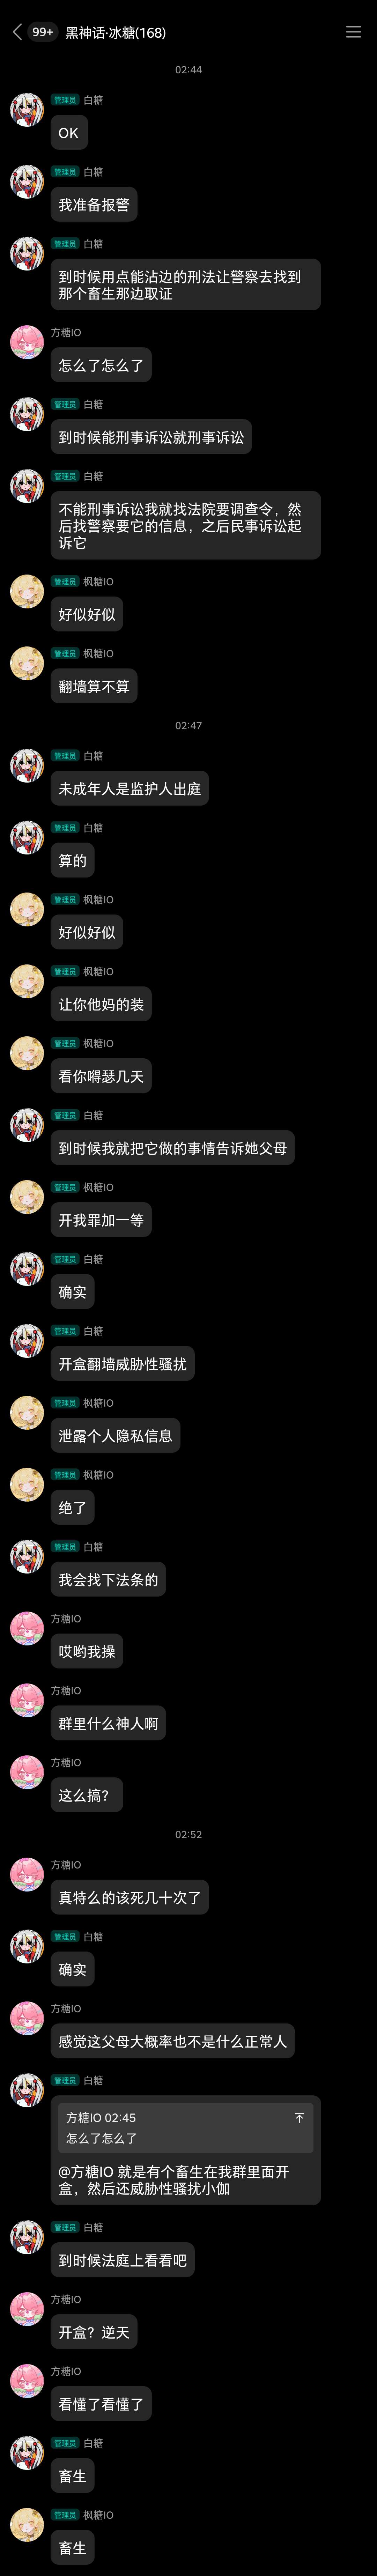 99+
黑神话·冰糖(168)
02:44
管理员 白糖
OK
管理员 白糖
我准备报警
管理员 白糖
到时候用点能沾边的刑法让警察去找到
那个畜生那边取证
方糖IO
怎么了怎么了
管理员 白糖
到时候能刑事诉讼就刑事诉讼
管理员 白糖
不能刑事诉讼我就找法院要调查令，然
后找警察要它的信息，之后民事诉讼起
诉它
管理员 枫糖IO
好似好似
管理员 枫糖IO
翻墙算不算
02:47
管理员 白糖
未成年人是监护人出庭
管理员 白糖
算的
管理员 枫糖IO
好似好似
管理员 枫糖IO
让你他妈的装
管理员 枫糖IO
看你嘚瑟几天
管理员 白糖
到时候我就把它做的事情告诉她父母
管理员 枫糖IO
开我罪加一等
管理员 白糖
确实
管理员 白糖
开盒翻墙威胁性骚扰
管理员 枫糖IO
泄露个人隐私信息
管理员 枫糖IO
绝了
管理员 白糖
我会找下法条的
方糖IO
哎哟我操
方糖IO
群里什么神人啊
方糖IO
这么搞？
02:52
方糖IO
真特么的该死几十次了
管理员 白糖
确实
方糖IO
感觉这父母大概率也不是什么正常人
管理员 白糖
方糖IO 02:45
怎么了怎么了
@方糖IO 就是有个畜生在我群里面开
盒，然后还威胁性骚扰小伽
管理员 白糖
到时候法庭上看看吧
方糖IO
开盒？逆天
方糖IO
看懂了看懂了
管理员 白糖
畜生
管理员 枫糖IO
畜生